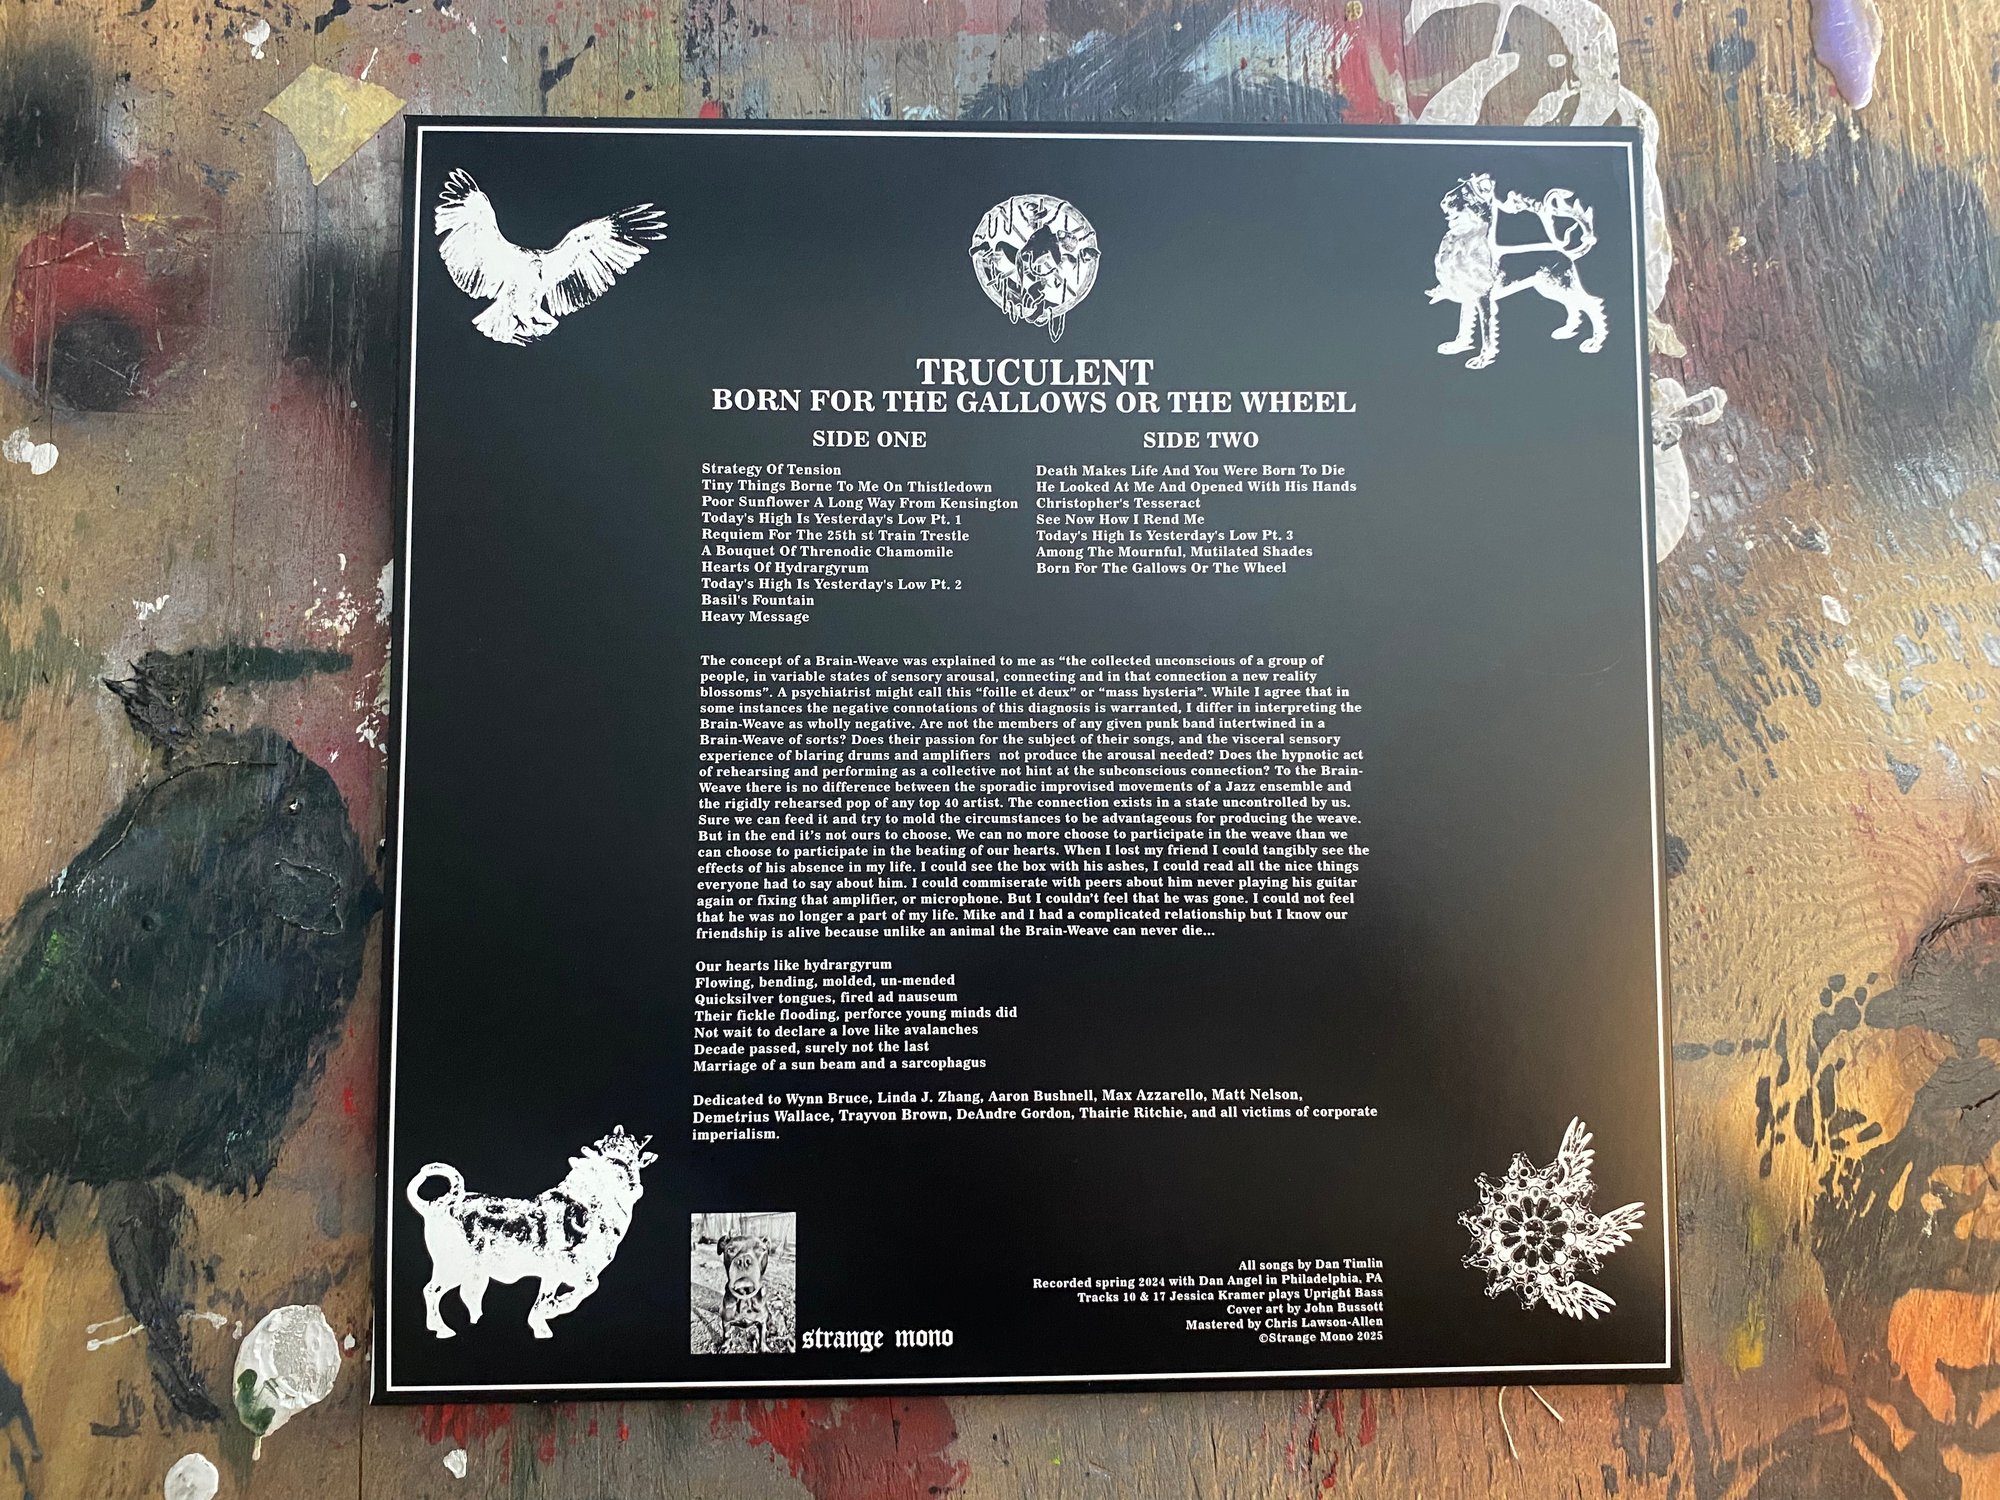 TRUCULENT
BORN FOR THE GALLOWS OR THE WHEEL
SIDE ONE
Strategy Of Tension
Tiny Things Borne To Me On Thistledown
Poor Sunflower A Long Way From Kensington
Today's High Is Yesterday's Low Pt. 1
Requiem For The 25th st Train Trestle
A Bouquet Of Threnodic Chamomile
Hearts Of Hydrargyrum
Today's High Is Yesterday's Low Pt. 2
Basil's Fountain
Heavy Message
SIDE TWO
Death Makes Life And You Were Born To Die
He Looked At Me And Opened With His Hands
Christopher's Tesseract
See Now How I Rend Me
Today's High Is Yesterday's Low Pt. 3
Among The Mournful, Mutilated Shades
Born For The Gallows Or The Wheel
The concept of a Brain-Weave was explained to me as “the collected unconscious of a group of
people, in variable states of sensory arousal, connecting and in that connection a new reality
blossoms”. A psychiatrist might call this “foille et deux” or “mass hysteria”. While I agree that in
some instances the negative connotations of this diagnosis is warranted, I differ in interpreting the
Brain-Weave as wholly negative. Are not the members of any given punk band intertwined in a
Brain-Weave of sorts? Does their passion for the subject of their songs, and the visceral sensory
experience of blaring drums and amplifiers  not produce the arousal needed? Does the hypnotic act
of rehearsing and performing as a collective not hint at the subconscious connection? To the Brain-
Weave there is no difference between the sporadic improvised movements of a Jazz ensemble and
the rigidly rehearsed pop of any top 40 artist. The connection exists in a state uncontrolled by us.
Sure we can feed it and try to mold the circumstances to be advantageous for producing the weave.
But in the end it’s not ours to choose. We can no more choose to participate in the weave than we
can choose to participate in the beating of our hearts. When I lost my friend I could tangibly see the
effects of his absence in my life. I could see the box with his ashes, I could read all the nice things
everyone had to say about him. I could commiserate with peers about him never playing his guitar
again or fixing that amplifier, or microphone. But I couldn’t feel that he was gone. I could not feel
that he was no longer a part of my life. Mike and I had a complicated relationship but I know our
friendship is alive because unlike an animal the Brain-Weave can never die...
Our hearts like hydrargyrum
Flowing, bending, molded, un-mended
Quicksilver tongues, fired ad nauseum
Their fickle flooding, perforce young minds did
Not wait to declare a love like avalanches
Decade passed, surely not the last
Marriage of a sun beam and a sarcophagus
Dedicated to Wynn Bruce, Linda J. Zhang, Aaron Bushnell, Max Azzarello, Matt Nelson,
Demetrius Wallace, Trayvon Brown, DeAndre Gordon, Thairie Ritchie, and all victims of corporate
imperialism.
strange mono
All songs by Dan Timlin
Recorded spring 2024 with Dan Angel in Philadelphia, PA
Tracks 10 & 17 Jessica Kramer plays Upright Bass
Cover art by John Bussott
Mastered by Chris Lawson-Allen
©Strange Mono 2025